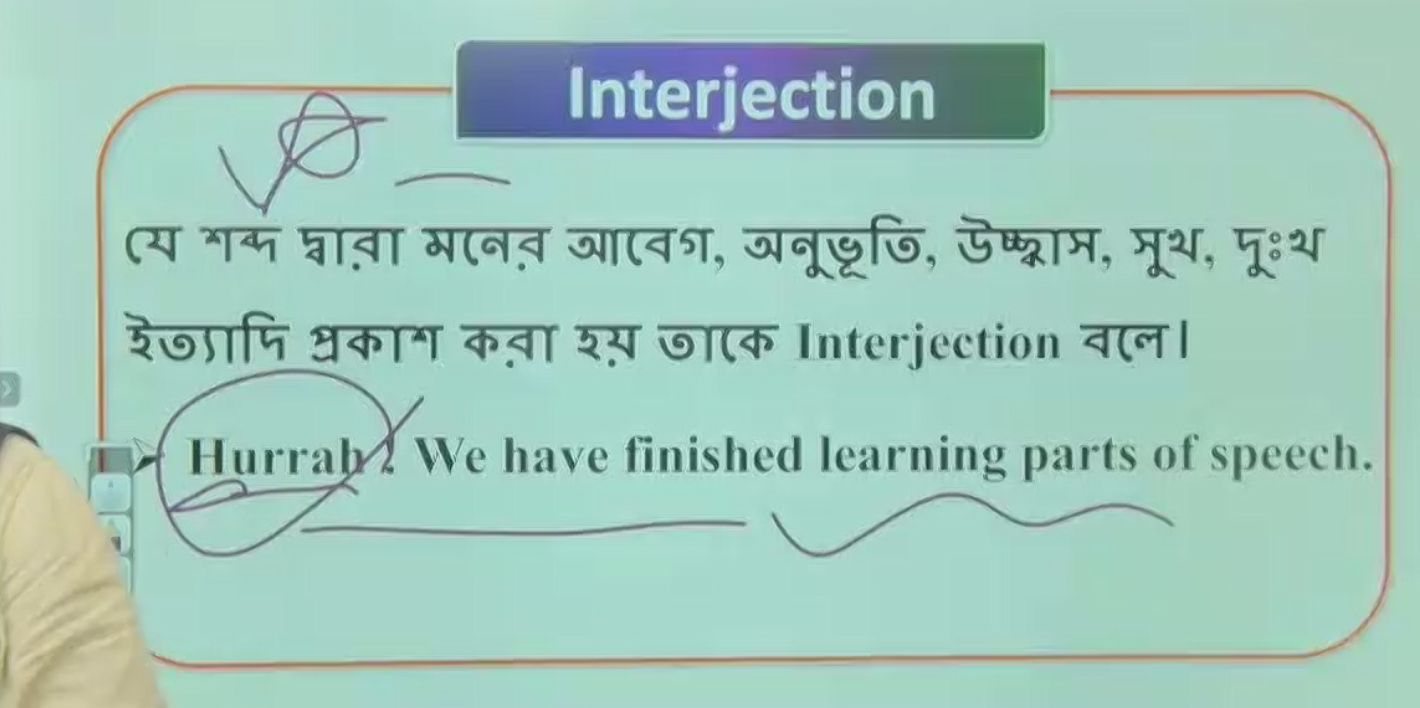 Interjection
যে শব্দ দ্বারা মনের আবেগ, অনুভূতি, উচ্ছ্বাস, সুখ, দুঃখ
ইত্যাদি প্রকাশ করা হয় তাকে Interjection বলে।
Hurrah! We have finished learning parts of speech.